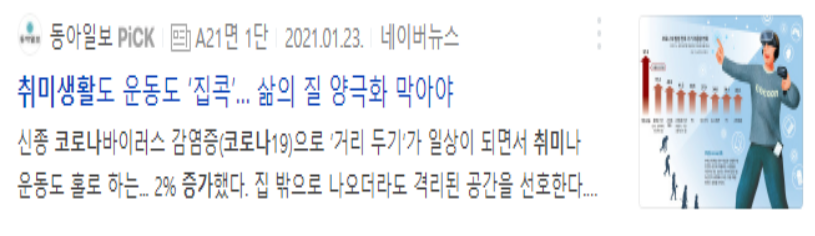 동아일보 PiCK A21면 1단 2021.01.23. 네이버뉴스
취미생활도 운동도 ‘집콕’... 삶의 질 양극화 막아야
신종 코로나바이러스 감염증(코로나19)으로 ‘거리 두기’가 일상이 되면서 취미나
운동도 홀로 하는... 2% 증가했다. 집 밖으로 나오더라도 격리된 공간을 선호한다....